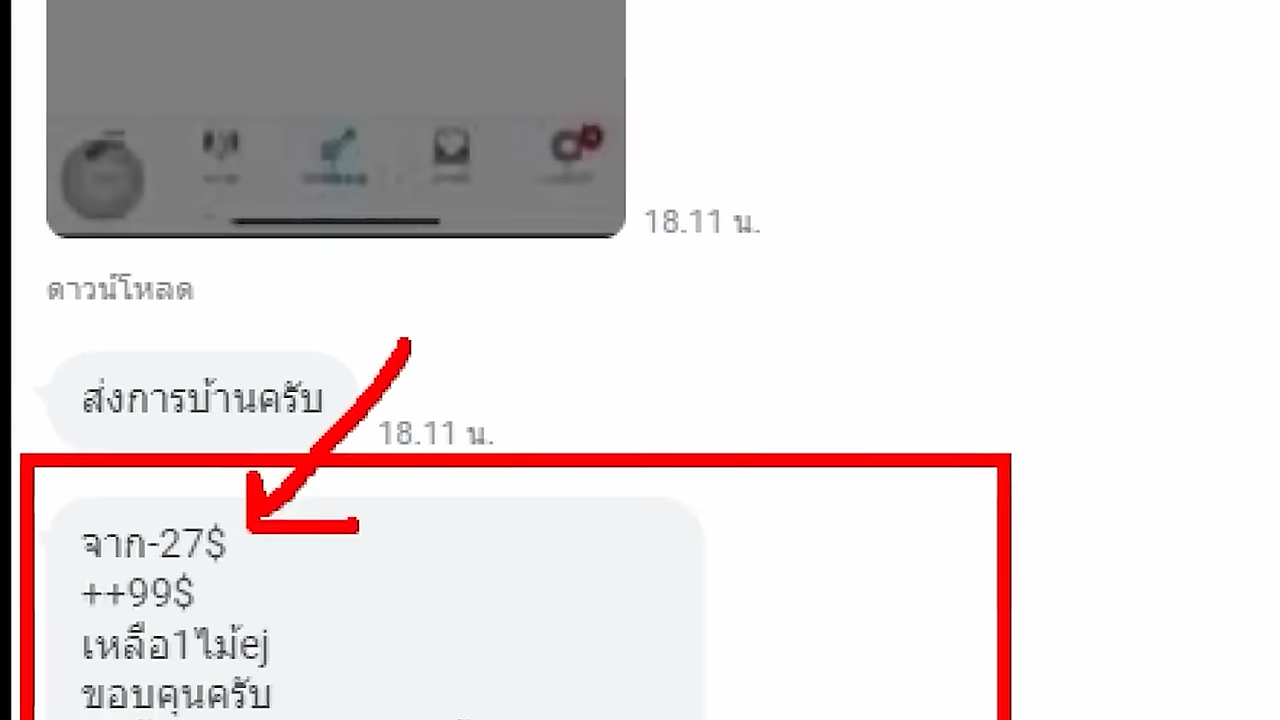 18.11 น.
ดาวน์โหลด
ส่งการบ้านครับ
18.11 น.
จาก-27$
++99$
เหลือ1ไม้ej
ขอบคุนครับ